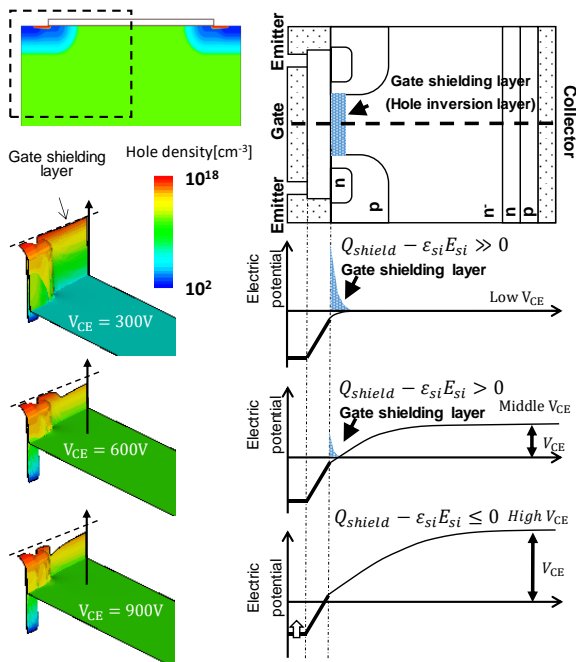 Gate shielding
layer
Hole density[cm⁻³]
10¹⁸
10²
V_CE = 300V
V_CE = 600V
V_CE = 900V
Emitter
Gate
Emitter
Collector
Gate shielding layer
(Hole inversion layer)
n
p
n⁻
n
p
Electric
potential
Q_shield − ε_si E_si ≫ 0
Gate shielding layer
Low V_CE
Electric
potential
Q_shield − ε_si E_si > 0
Gate shielding layer
Middle V_CE
V_CE
Electric
potential
Q_shield − ε_si E_si ≤ 0
High V_CE
V_CE